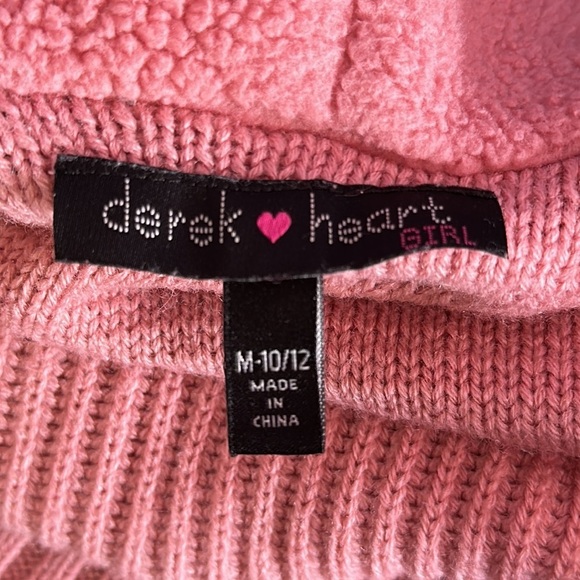 derek heart
GIRL
M-10/12
MADE
IN
CHINA